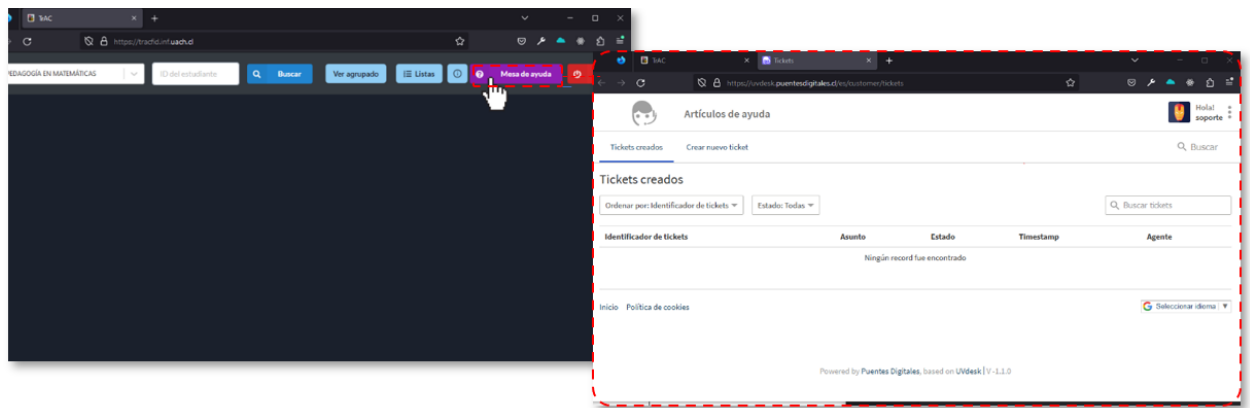 TrAC
https://tracfid.inf.uach.cl
PEDAGOGÍA EN MATEMÁTICAS
ID del estudiante
Buscar
Ver agrupado
Listas
Mesa de ayuda
TrAC
Tickets
https://uvdesk.puentesdigitales.cl/es/customer/tickets
Artículos de ayuda
Hola!
soporte
Tickets creados
Crear nuevo ticket
Buscar
Tickets creados
Ordenar por: Identificador de tickets
Estado: Todas
Buscar tickets
Identificador de tickets
Asunto
Estado
Timestamp
Agente
Ningún record fue encontrado
Inicio
Política de cookies
Seleccionar idioma
Powered by Puentes Digitales, based on UVdesk | V -1.1.0